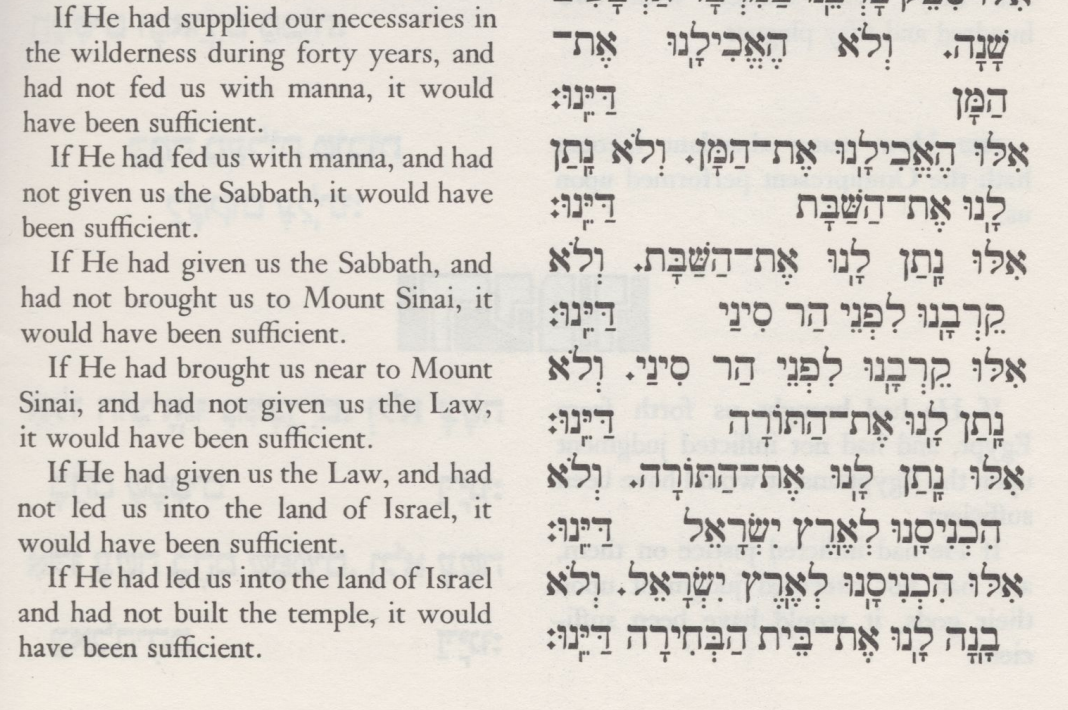 If He had supplied our necessaries in
the wilderness during forty years, and
had not fed us with manna, it would
have been sufficient.
If He had fed us with manna, and had
not given us the Sabbath, it would have
been sufficient.
If He had given us the Sabbath, and
had not brought us to Mount Sinai, it
would have been sufficient.
If He had brought us near to Mount
Sinai, and had not given us the Law,
it would have been sufficient.
If He had given us the Law, and had
not led us into the land of Israel, it
would have been sufficient.
If He had led us into the land of Israel
and had not built the temple, it would
have been sufficient.
שָׁנָה. וְלֹא הֶאֱכִילָנוּ אֶת־
הַמָּן דַּיֵּנוּ:
אִלּוּ הֶאֱכִילָנוּ אֶת־הַמָּן. וְלֹא נָתַן
לָנוּ אֶת־הַשַּׁבָּת דַּיֵּנוּ:
אִלּוּ נָתַן לָנוּ אֶת־הַשַּׁבָּת. וְלֹא
קֵרְבָנוּ לִפְנֵי הַר סִינַי דַּיֵּנוּ:
אִלּוּ קֵרְבָנוּ לִפְנֵי הַר סִינַי. וְלֹא
נָתַן לָנוּ אֶת־הַתּוֹרָה דַּיֵּנוּ:
אִלּוּ נָתַן לָנוּ אֶת־הַתּוֹרָה. וְלֹא
הִכְנִיסָנוּ לְאֶרֶץ יִשְׂרָאֵל דַּיֵּנוּ:
אִלּוּ הִכְנִיסָנוּ לְאֶרֶץ יִשְׂרָאֵל. וְלֹא
בָנָה לָנוּ אֶת־בֵּית הַבְּחִירָה דַּיֵּנוּ: